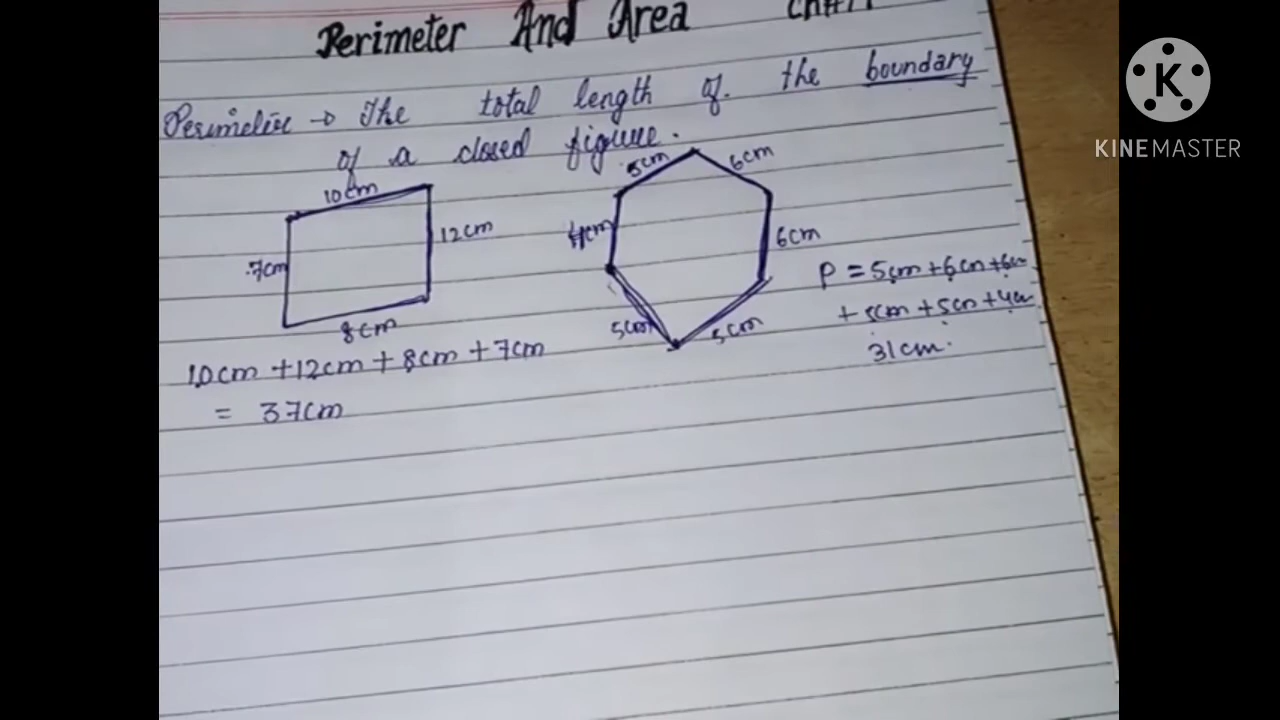 Perimeter And Area
Perimeter → The total length of the boundary
of a closed figure.
10cm
12cm
7cm
8cm
10cm +12cm + 8cm +7cm
= 37cm
5cm
6cm
4cm
6cm
5cm
5cm
P = 5cm+6cm+6cm
+ 5cm +5cm +4cm
31cm.
K
KINEMASTER